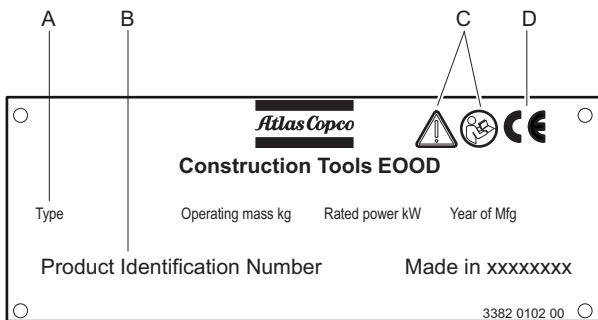 A B C D
Atlas Copco
CE
Construction Tools EOOD
Type Operating mass kg Rated power kW Year of Mfg
Product Identification Number Made in xxxxxxxx
3382 0102 00